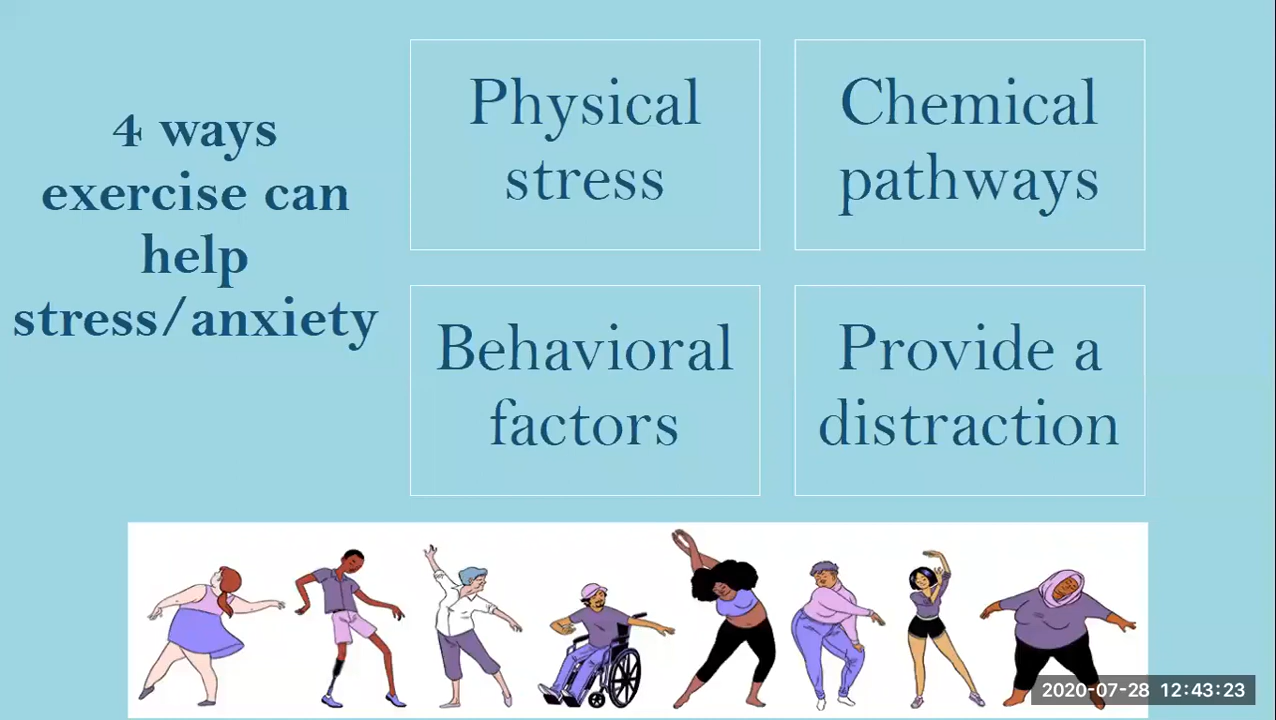 4 ways
exercise can
help
stress/anxiety
Physical
stress
Chemical
pathways
Behavioral
factors
Provide a
distraction
2020-07-28 12:43:23